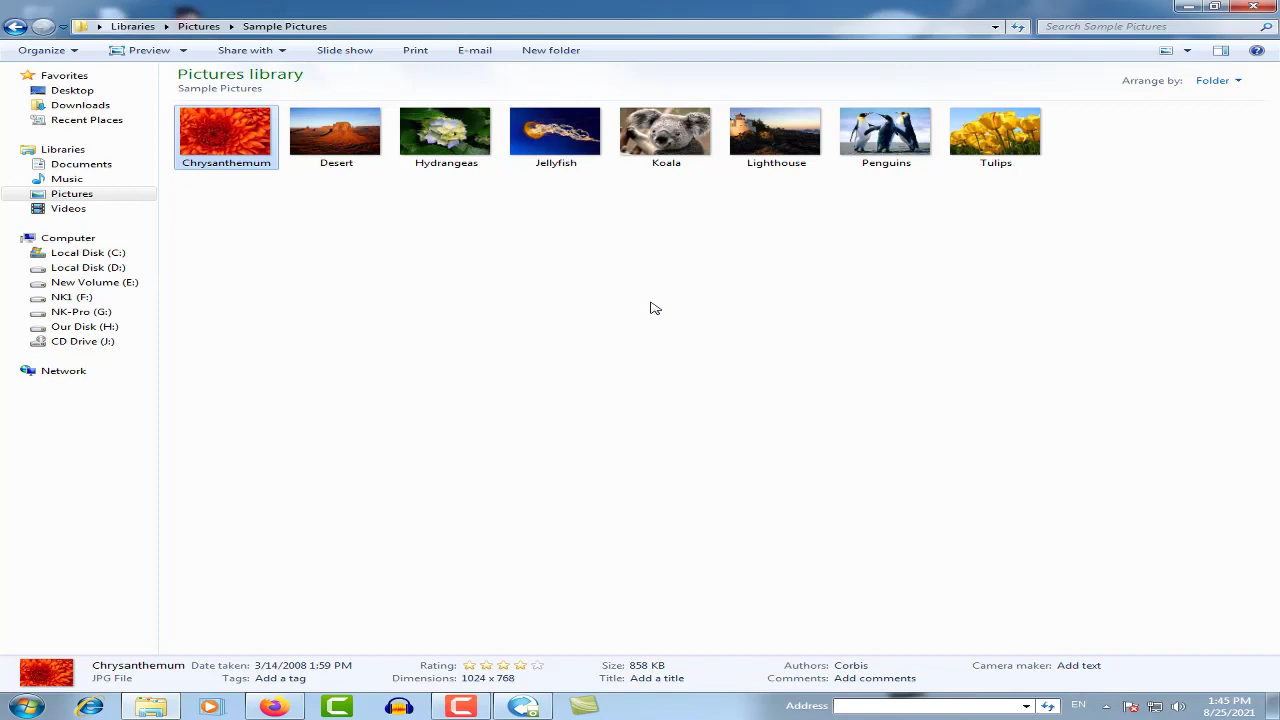 Libraries Pictures Sample Pictures Search Sample Pictures
Organize Preview Share with Slide show Print E-mail New folder
Favorites
Desktop
Downloads
Recent Places
Libraries
Documents
Music
Pictures
Videos
Computer
Local Disk (C:)
Local Disk (D:)
New Volume (E:)
NK1 (F:)
NK-Pro (G:)
Our Disk (H:)
CD Drive (J:)
Network
Pictures library
Sample Pictures
Arrange by: Folder
Chrysanthemum Desert Hydrangeas Jellyfish Koala Lighthouse Penguins Tulips
Chrysanthemum Date taken: 3/14/2008 1:59 PM Rating: Size: 858 KB Authors: Corbis Camera maker: Add text
JPG File Tags: Add a tag Dimensions: 1024 x 768 Title: Add a title Comments: Add comments
Address EN 1:45 PM
8/25/2021